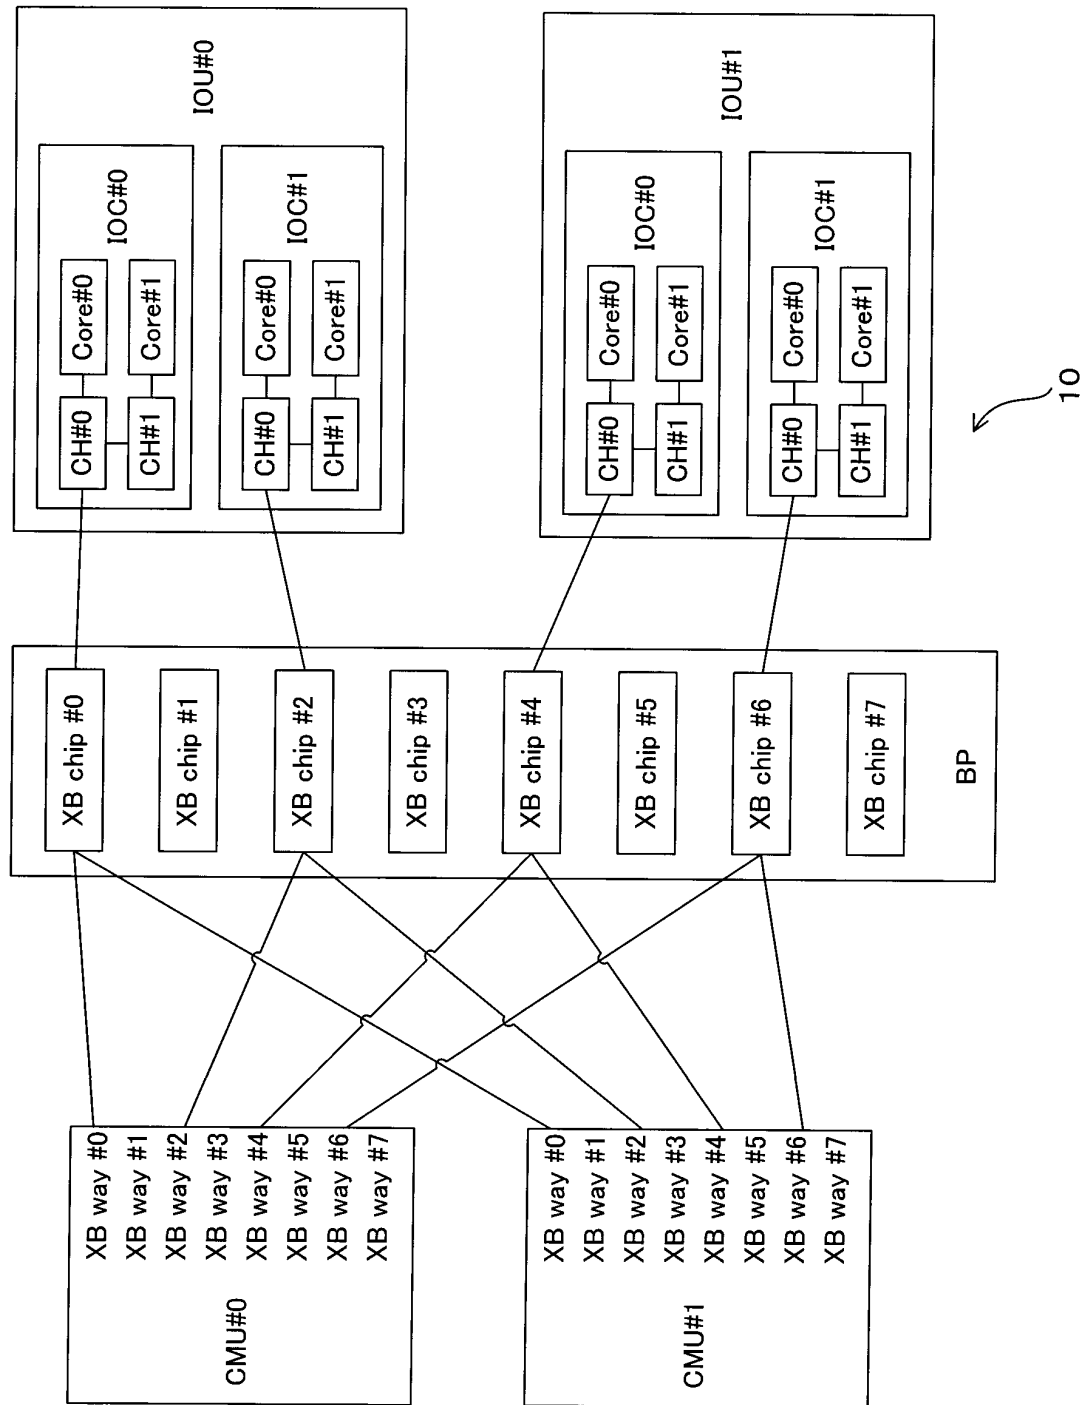 CMU#0
XB way #0
XB way #1
XB way #2
XB way #3
XB way #4
XB way #5
XB way #6
XB way #7
CMU#1
XB way #0
XB way #1
XB way #2
XB way #3
XB way #4
XB way #5
XB way #6
XB way #7
XB chip #0
XB chip #1
XB chip #2
XB chip #3
XB chip #4
XB chip #5
XB chip #6
XB chip #7
BP
IOU#0
IOC#0
CH#0
Core#0
CH#1
Core#1
IOC#1
CH#0
Core#0
CH#1
Core#1
IOU#1
IOC#0
CH#0
Core#0
CH#1
Core#1
IOC#1
CH#0
Core#0
CH#1
Core#1
10